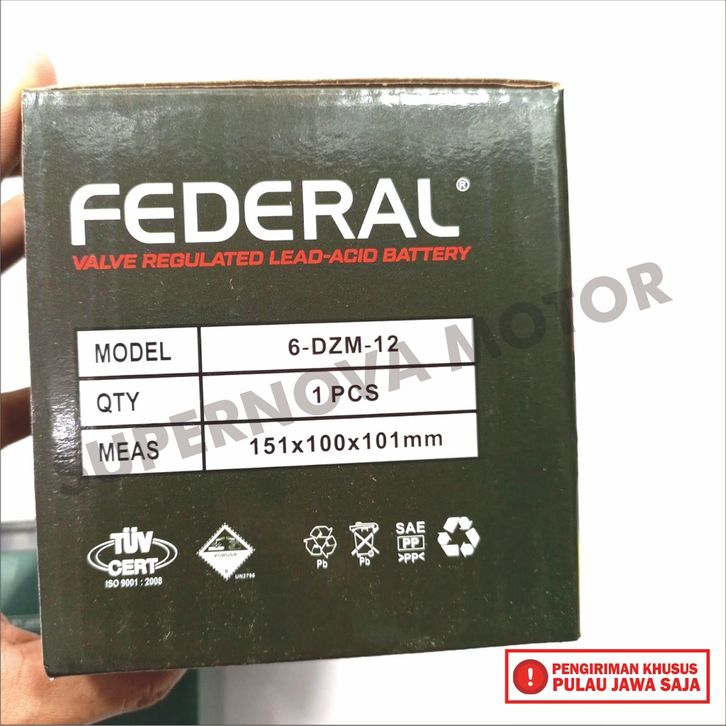 FEDERAL®
VALVE REGULATED LEAD-ACID BATTERY
MODEL 6-DZM-12
QTY 1 PCS
MEAS 151x100x101mm
SUPERNOVA MOTOR
TÜV
CERT
ISO 9001 : 2008
8
UN2796
Pb
Pb
SAE
PP
>PP<
PENGIRIMAN KHUSUS
PULAU JAWA SAJA